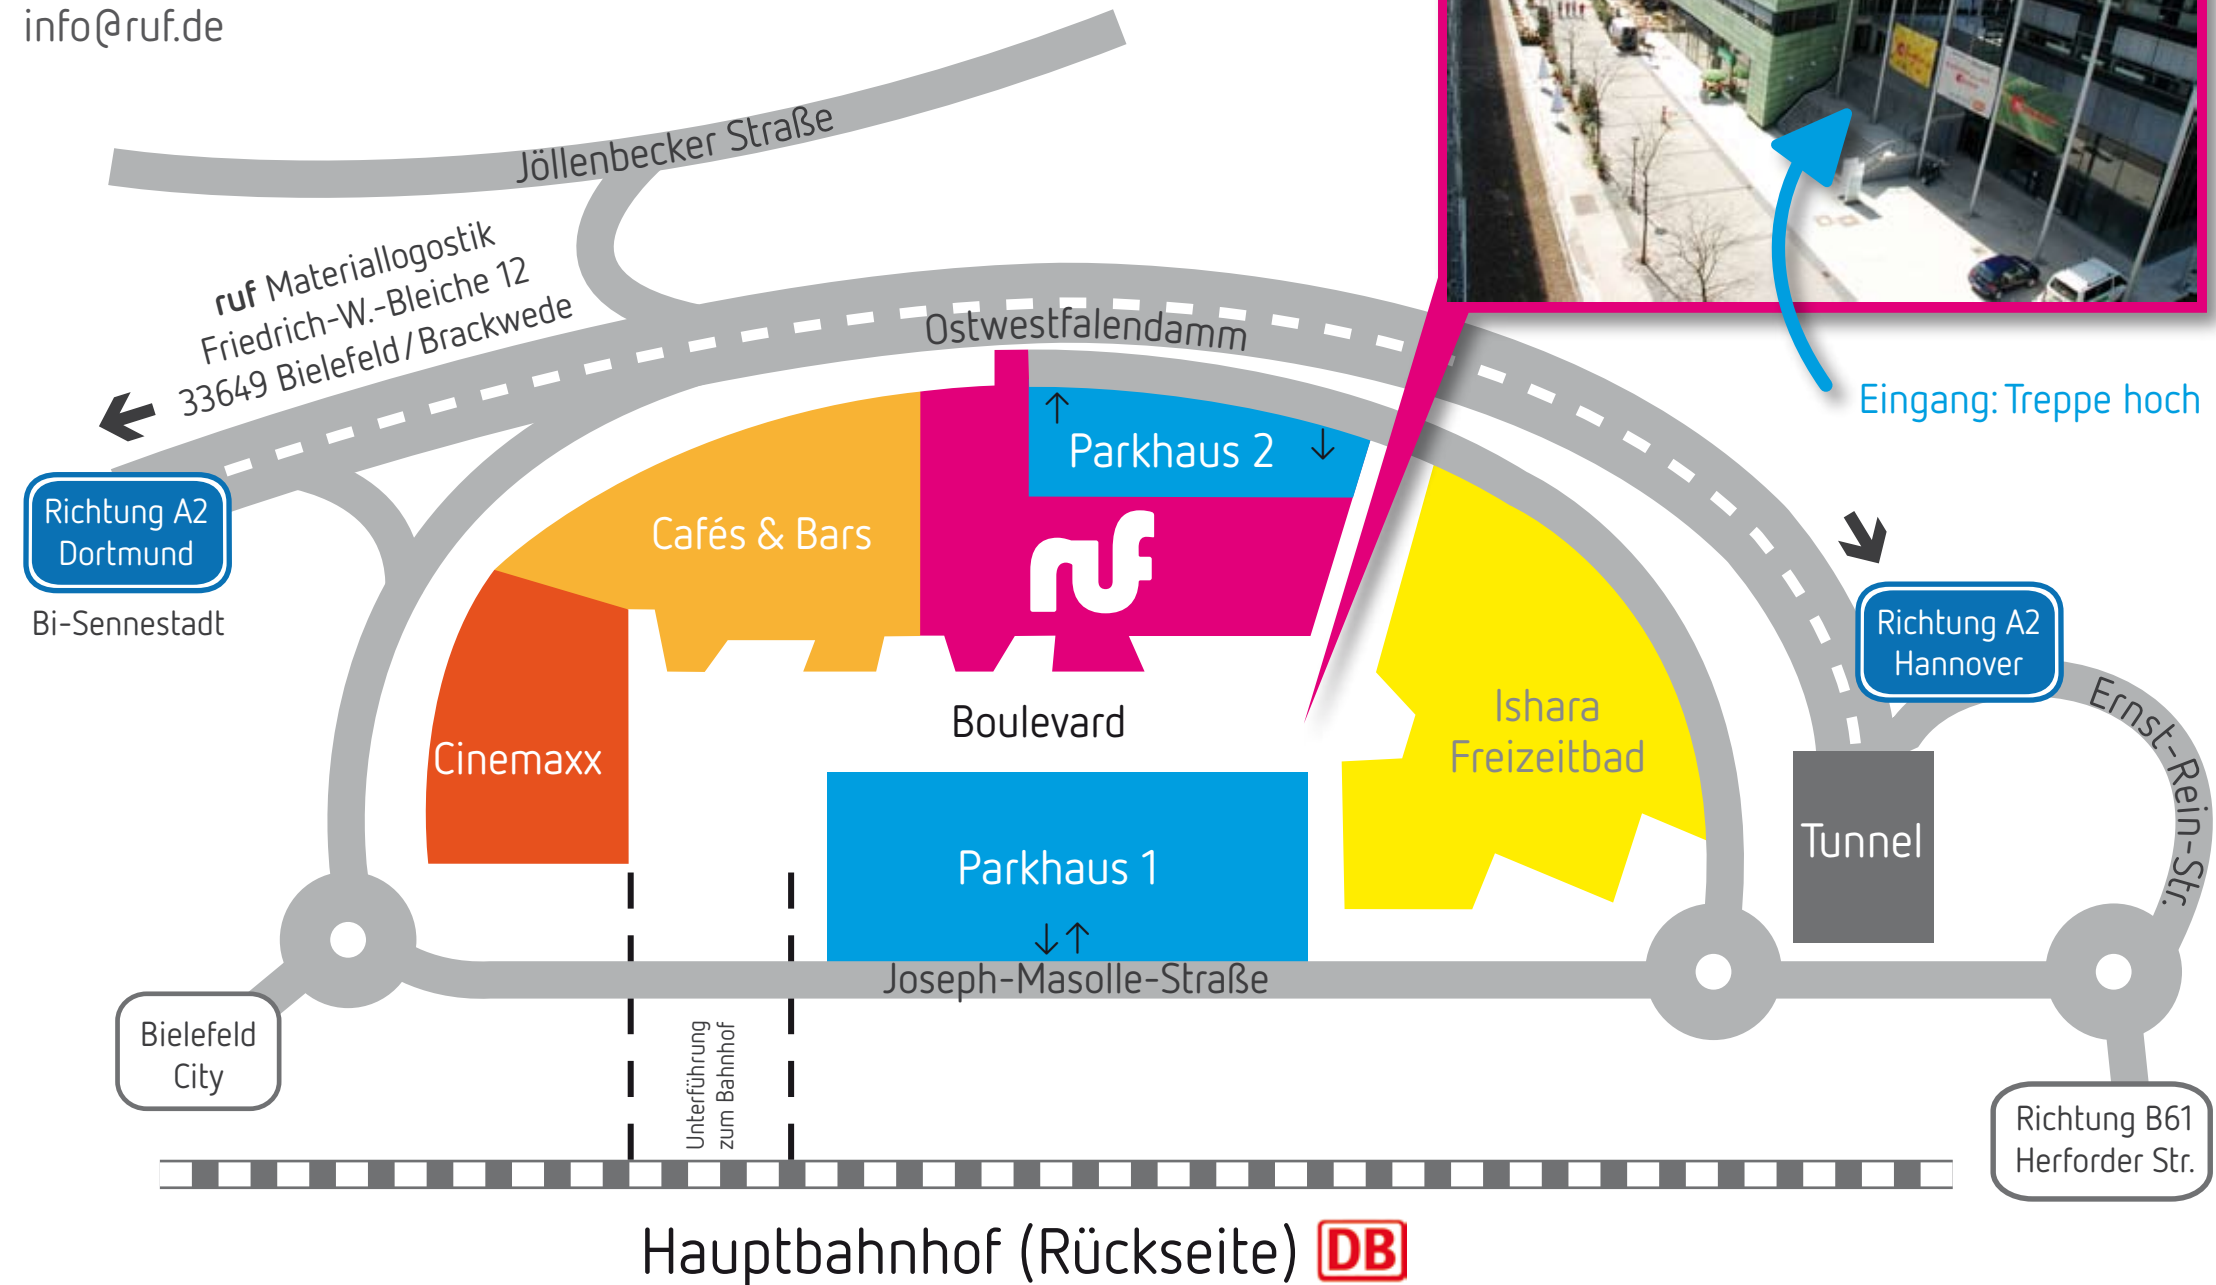 info@ruf.de
Jöllenbecker Straße
ruf Materiallogostik
Friedrich-W.-Bleiche 12
33649 Bielefeld/Brackwede
Ostwestfalendamm
Eingang: Treppe hoch
Parkhaus 2
Richtung A2
Dortmund
Bi-Sennestadt
Cafés & Bars
ruf
Richtung A2
Hannover
Ernst-Rein-Str.
Ishara
Freizeitbad
Boulevard
Cinemaxx
Tunnel
Parkhaus 1
Joseph-Masolle-Straße
Bielefeld
City
Unterführung
zum Bahnhof
Richtung B61
Herforder Str.
Hauptbahnhof (Rückseite) DB